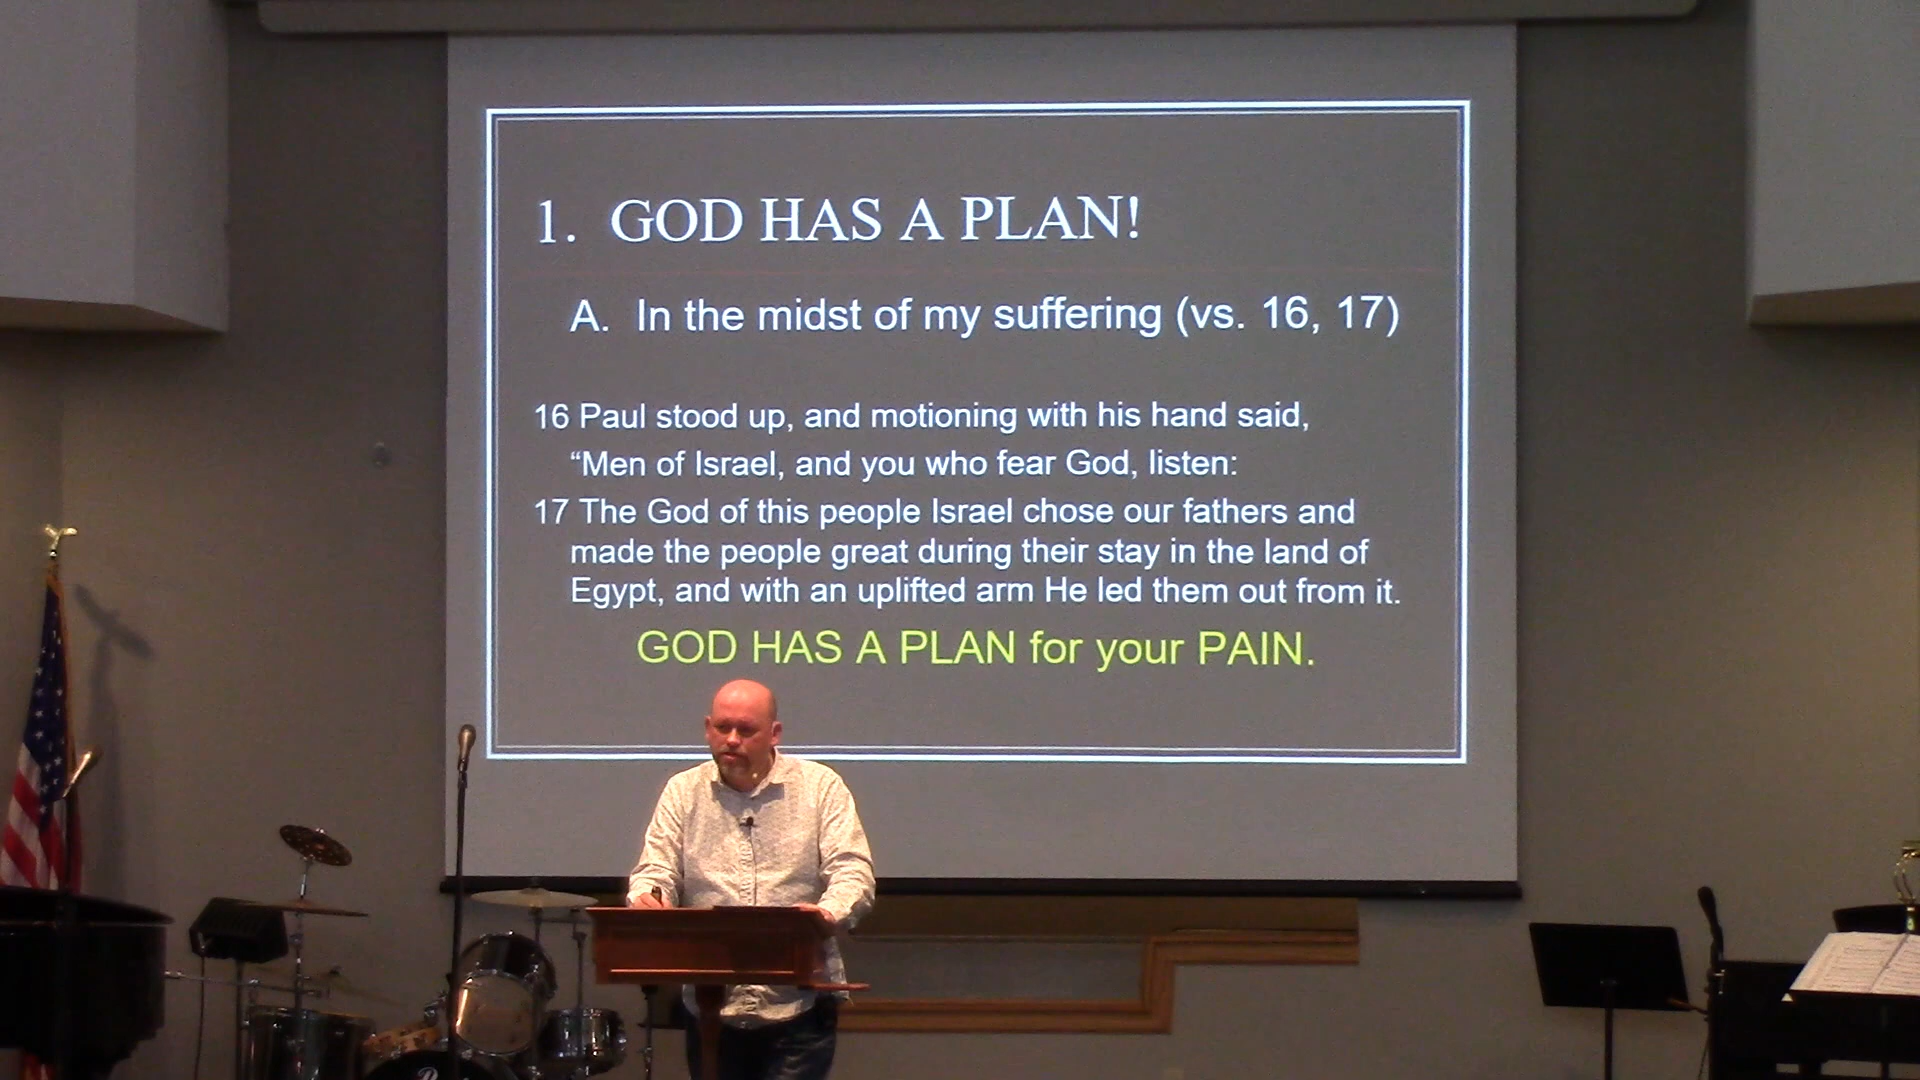 1. GOD HAS A PLAN!
A. In the midst of my suffering (vs. 16, 17)
16 Paul stood up, and motioning with his hand said,
“Men of Israel, and you who fear God, listen:
17 The God of this people Israel chose our fathers and
made the people great during their stay in the land of
Egypt, and with an uplifted arm He led them out from it.
GOD HAS A PLAN for your PAIN.